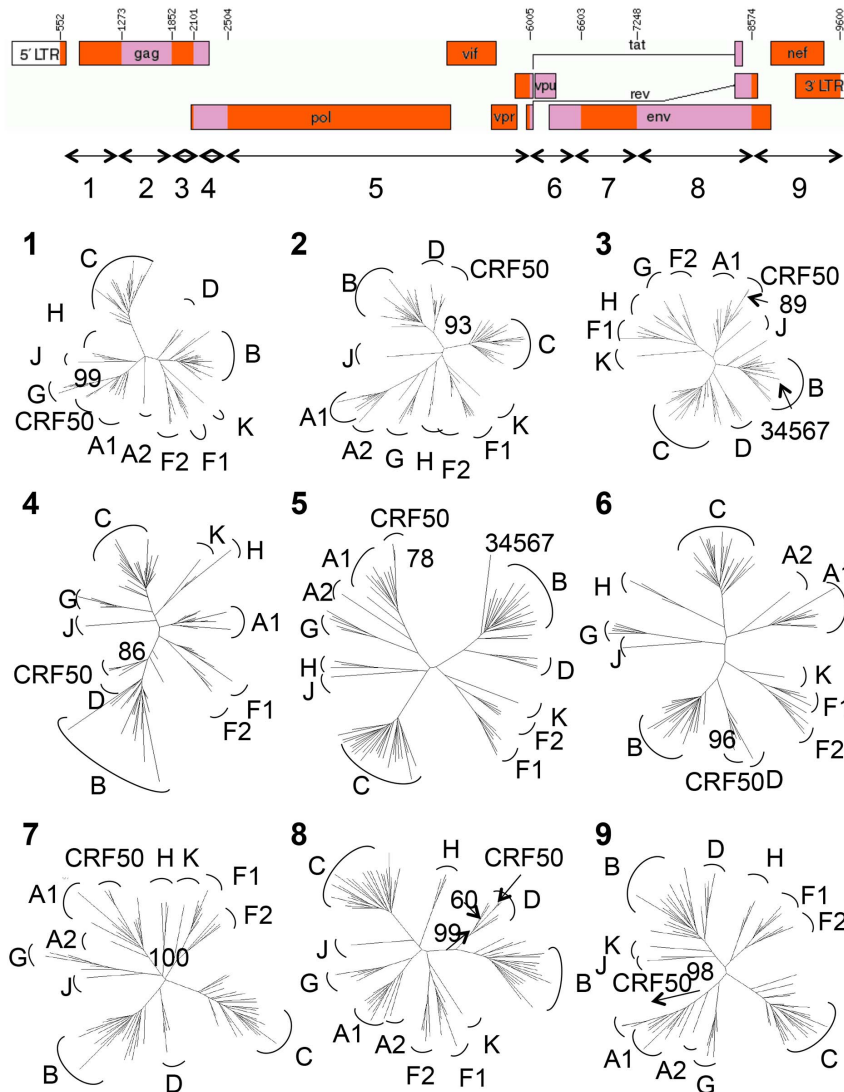 552
1273
1852
2101
2504
6005
6603
7248
8574
9600
5' LTR gag vif tat nef
vpu rev 3' LTR
pol vpr env
1 2 3 4 5 6 7 8 9
1
C
D
H
B
J
99
G
CRF50
A1
A2
F2
F1
K
2
D
CRF50
B
93
C
J
A1
A2
G
H
F2
F1
K
3
G
F2
A1
CRF50
H
89
F1
J
K
B
C
D
34567
4
C
K
H
G
A1
J
86
CRF50
D
F1
F2
B
5
CRF50
A1
78
34567
A2
B
G
H
D
J
K
F2
C
F1
6
C
A2
A1
H
G
J
K
F1
B
96
F2
CRF50
D
7
CRF50
H
K
F1
A1
F2
A2
G
100
J
B
D
C
8
H
CRF50
C
60
D
99
J
G
B
A1
A2
F2
F1
K
9
B
D
H
F1
F2
K
J
98
CRF50
C
A1
A2
G